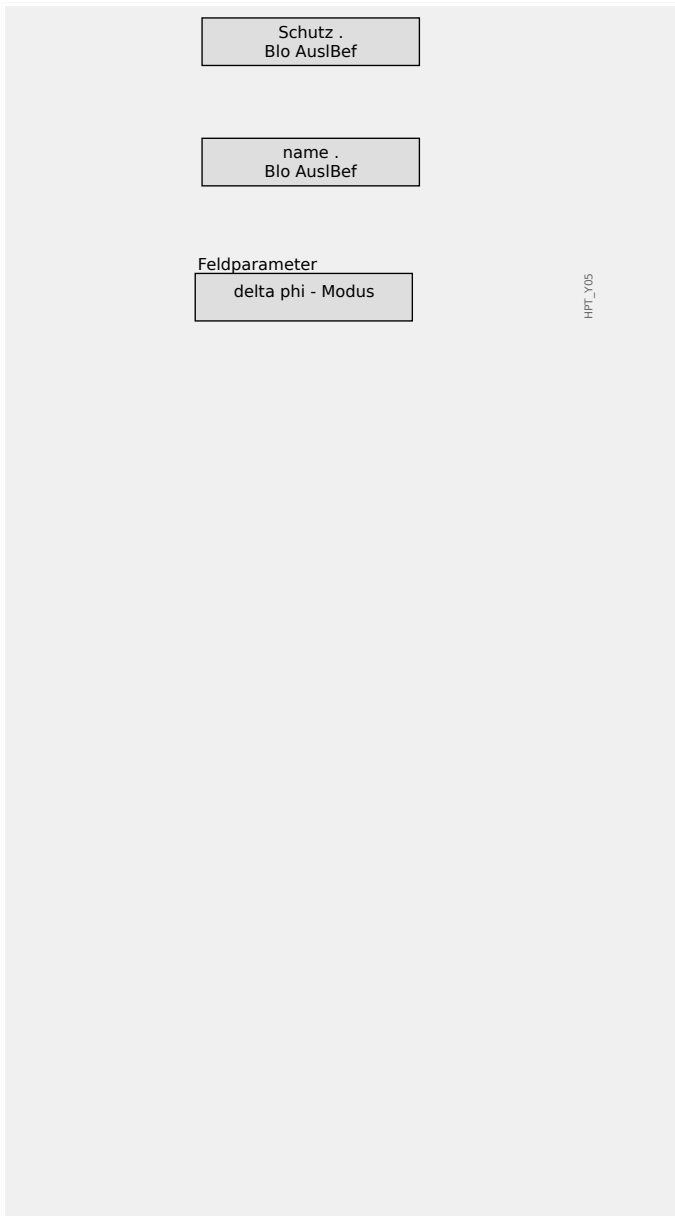 Schutz .
Blo AuslBef
name .
Blo AuslBef
Feldparameter
delta phi - Modus
HPT_Y05